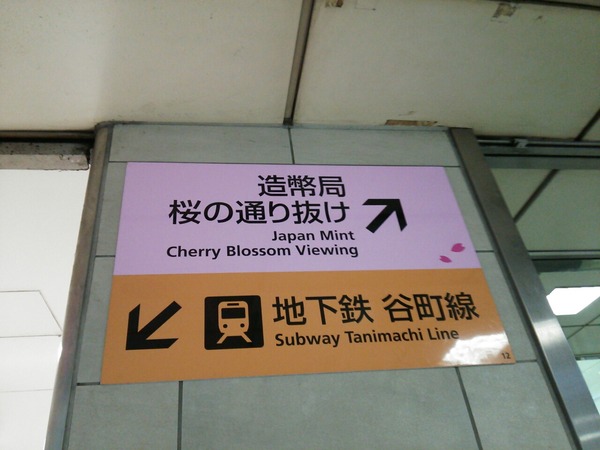 造幣局
桜の通り抜け
Japan Mint
Cherry Blossom Viewing
地下鉄 谷町線
Subway Tanimachi Line
12